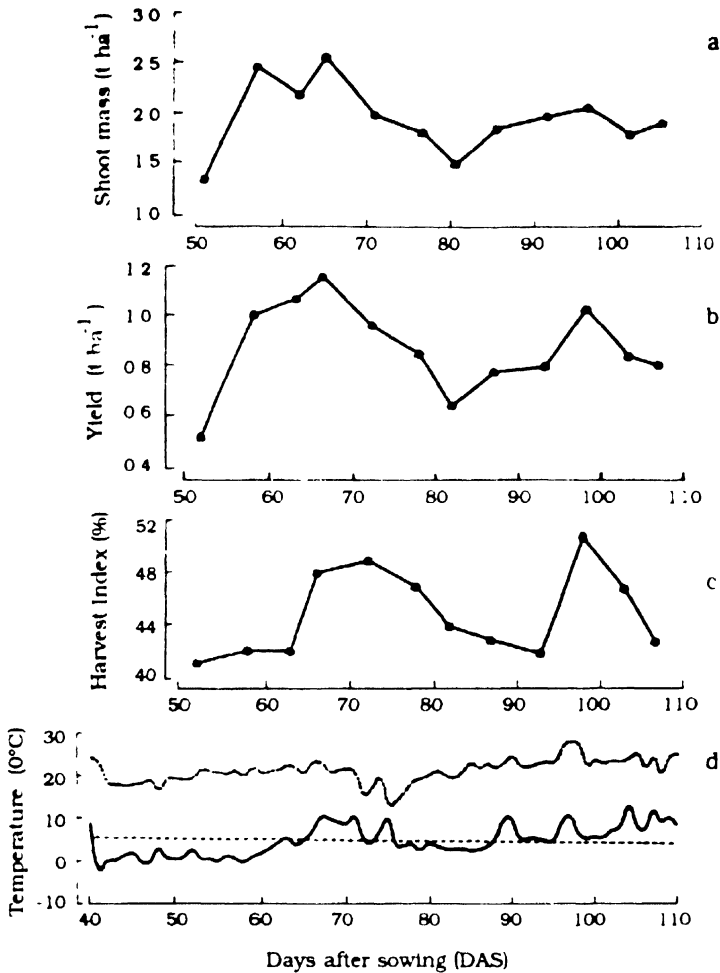 3 0
2 5
2 0
1 5
1 0
Shoot mass (t ha⁻¹)
a
50 60 70 80 90 100 110
1 2
1 0
0 8
0 6
0 4
Yield (t ha⁻¹)
b
50 60 70 80 90 100
52
48
44
40
Harvest Index (%)
c
50 60 70 80 90 100 110
30
20
10
0
-10
Temperature (0°C)
d
40 50 60 70 80 90 100 110
Days after sowing (DAS)